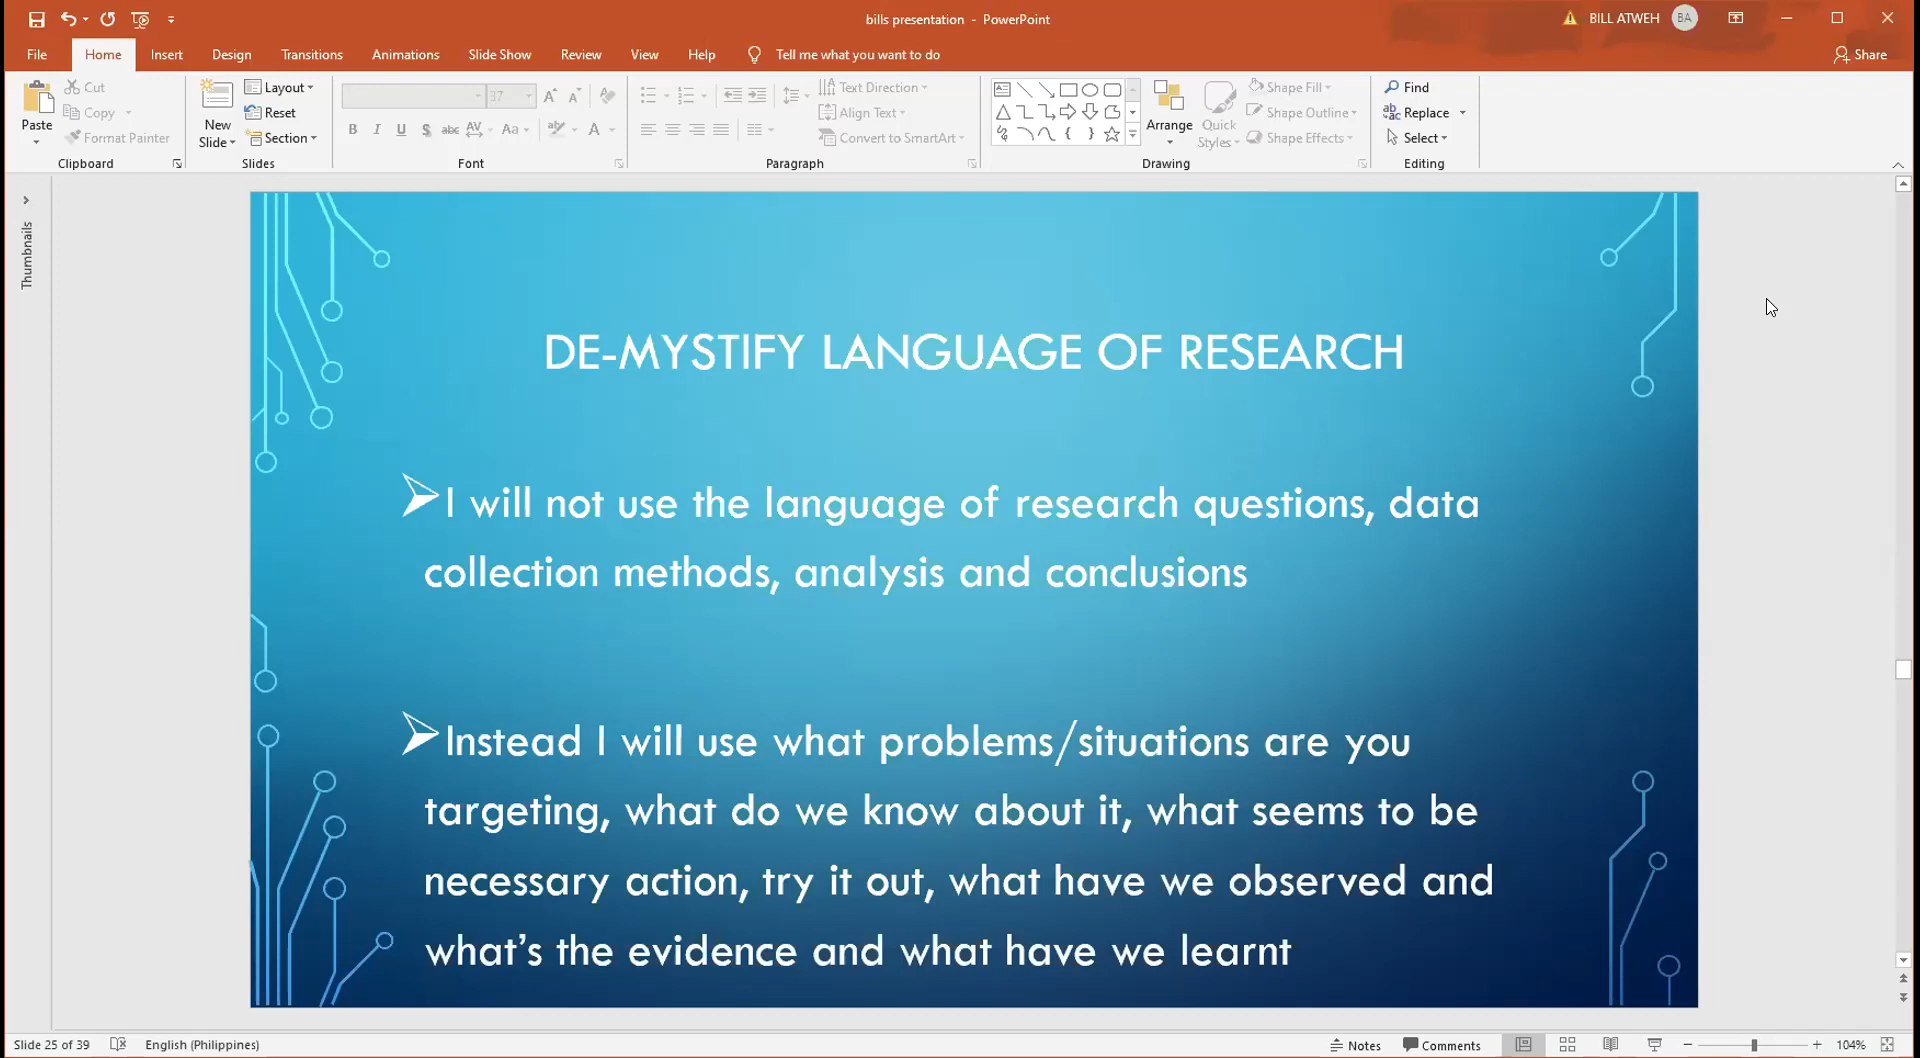 bills presentation - PowerPoint
BILL ATWEH BA
File Home Insert Design Transitions Animations Slide Show Review View Help Tell me what you want to do Share
Cut
Copy
Format Painter
Paste
Clipboard
New
Slide
Layout
Reset
Section
Slides
37
B I U S abc AV Aa A
Font
Text Direction
Align Text
Convert to SmartArt
Paragraph
Arrange
Quick
Styles
Shape Fill
Shape Outline
Shape Effects
Drawing
Find
Replace
Select
Editing
Thumbnails
DE-MYSTIFY LANGUAGE OF RESEARCH
I will not use the language of research questions, data
collection methods, analysis and conclusions
Instead I will use what problems/situations are you
targeting, what do we know about it, what seems to be
necessary action, try it out, what have we observed and
what’s the evidence and what have we learnt
Slide 25 of 39 English (Philippines) Notes Comments 104%